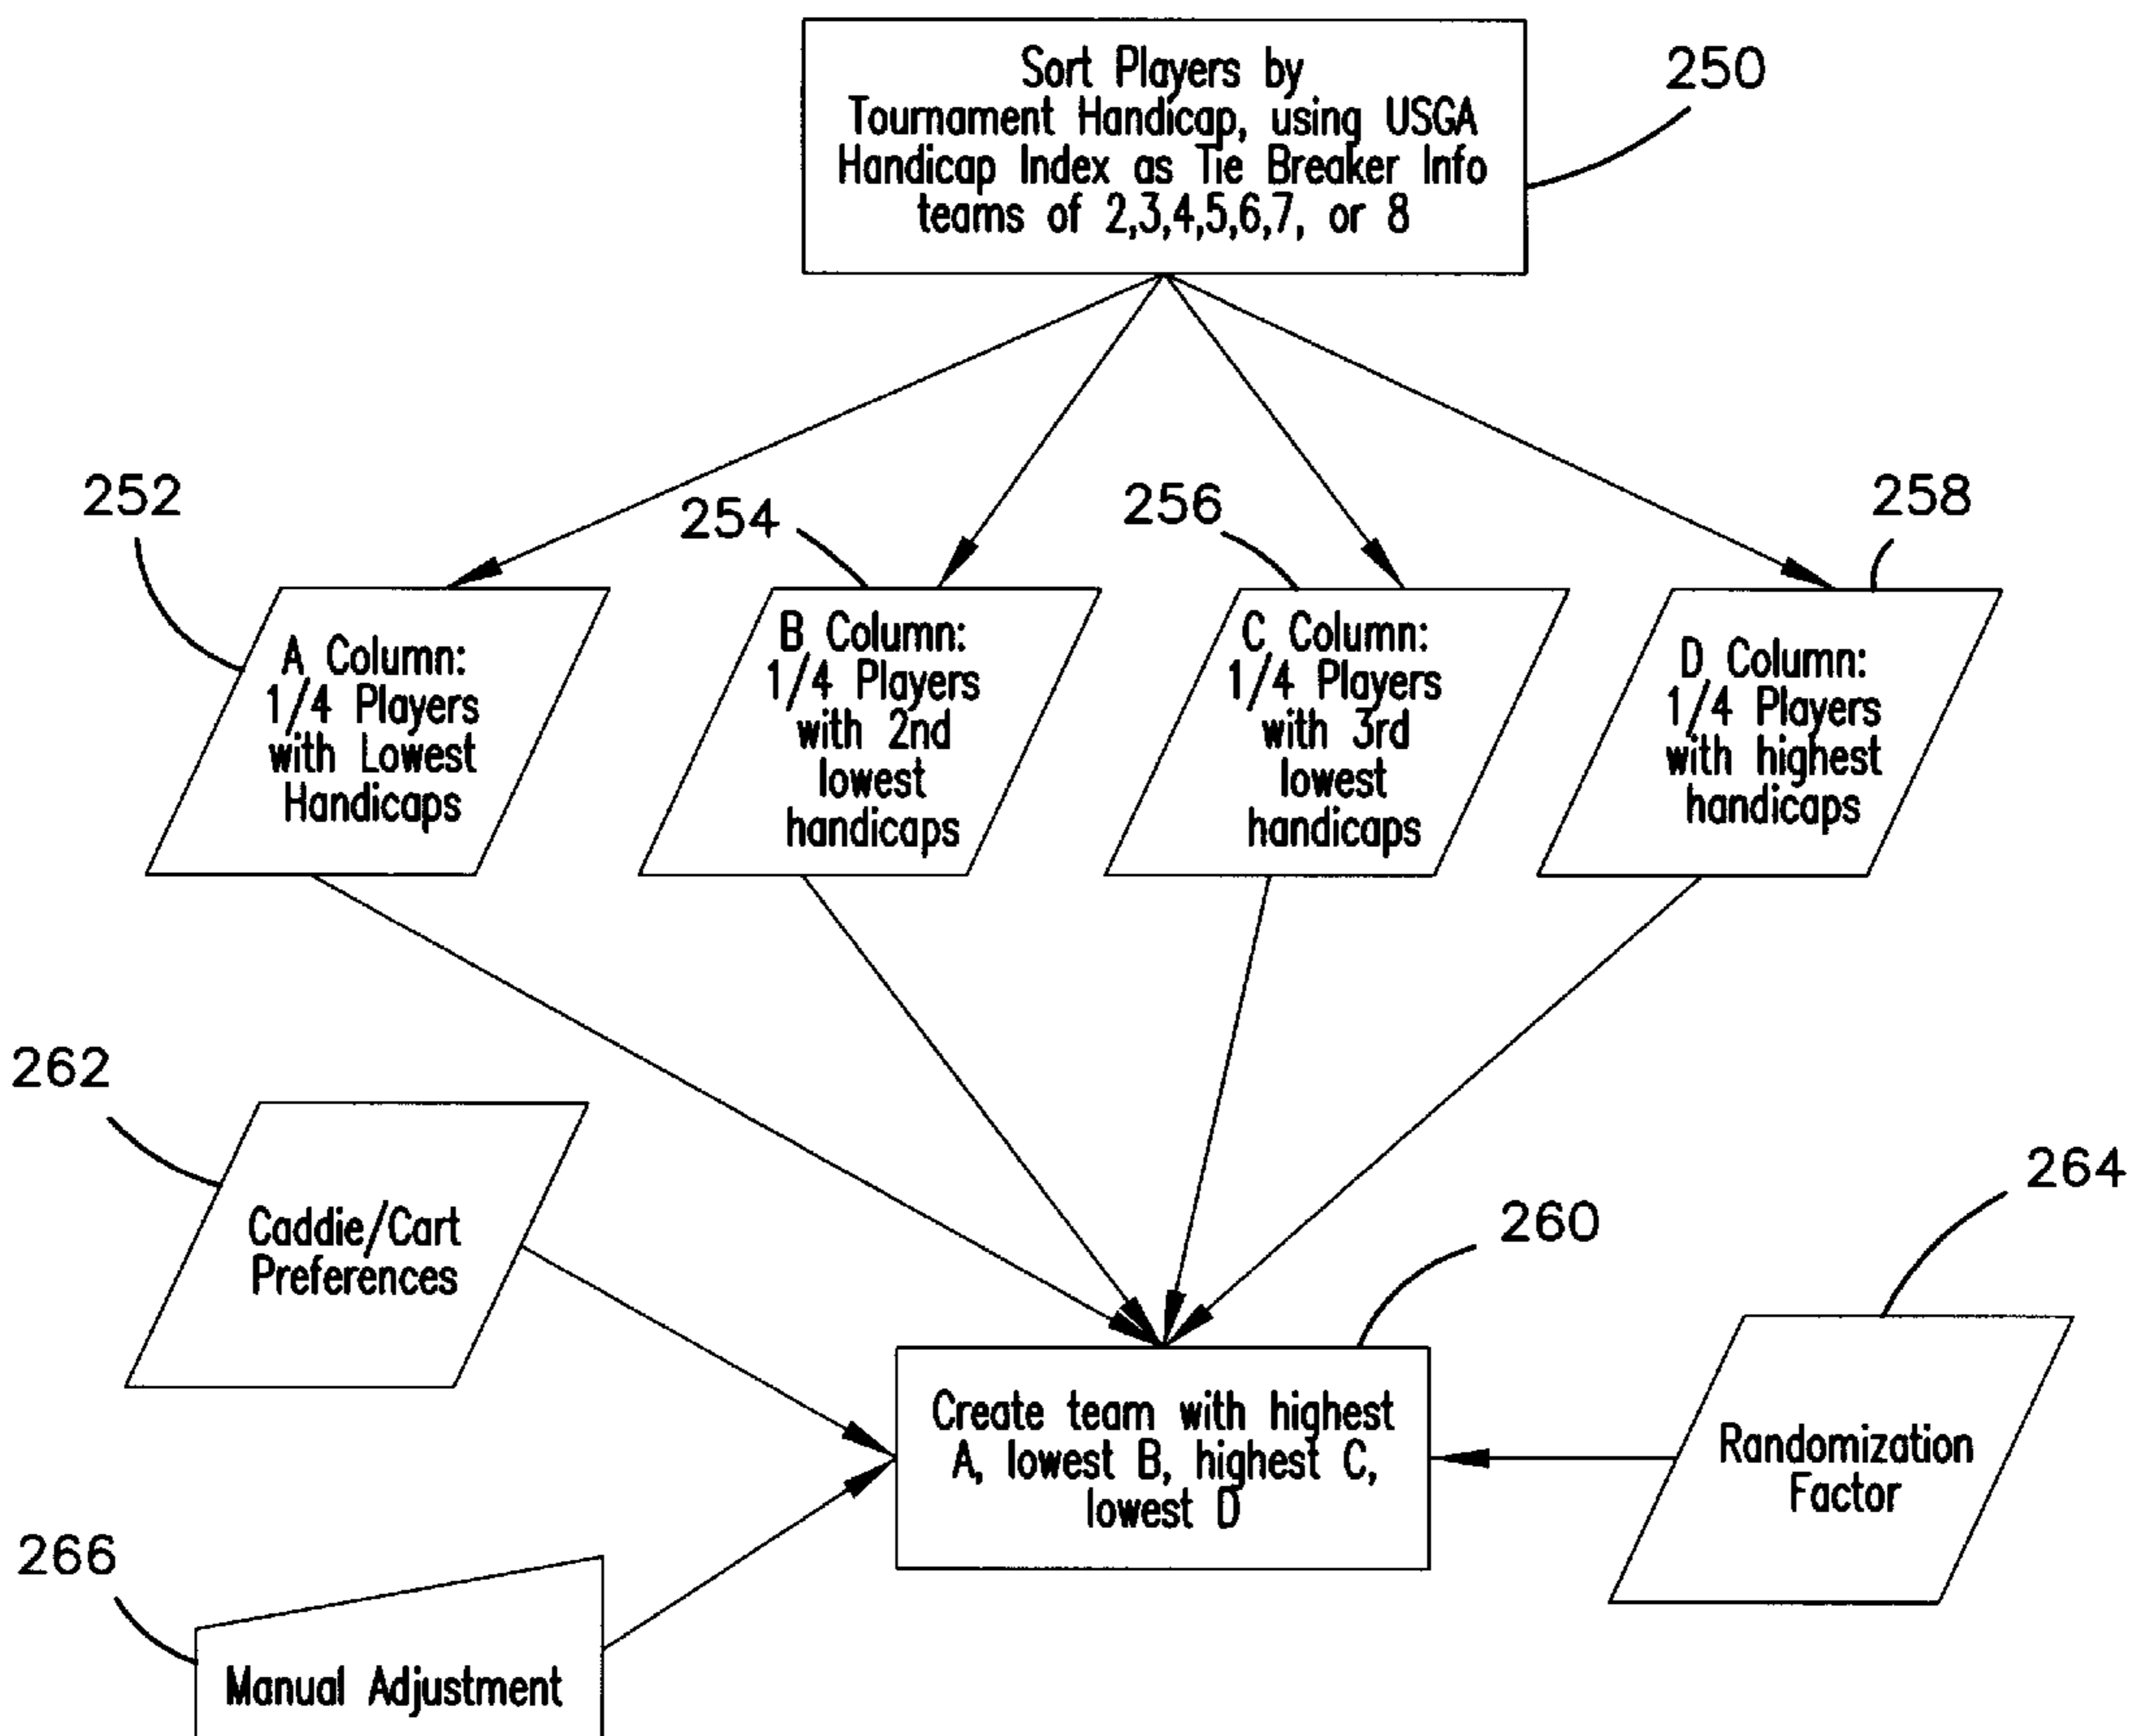 Sort Players by
Tournament Handicap, using USGA
Handicap Index as Tie Breaker Info
teams of 2,3,4,5,6,7, or 8
250
252
254
256
258
A Column:
1/4 Players
with Lowest
Handicaps
B Column:
1/4 Players
with 2nd
lowest
handicaps
C Column:
1/4 Players
with 3rd
lowest
handicaps
D Column:
1/4 Players
with highest
handicaps
262
Caddie/Cart
Preferences
260
264
Create team with highest
A, lowest B, highest C,
lowest D
Randomization
Factor
266
Manual Adjustment